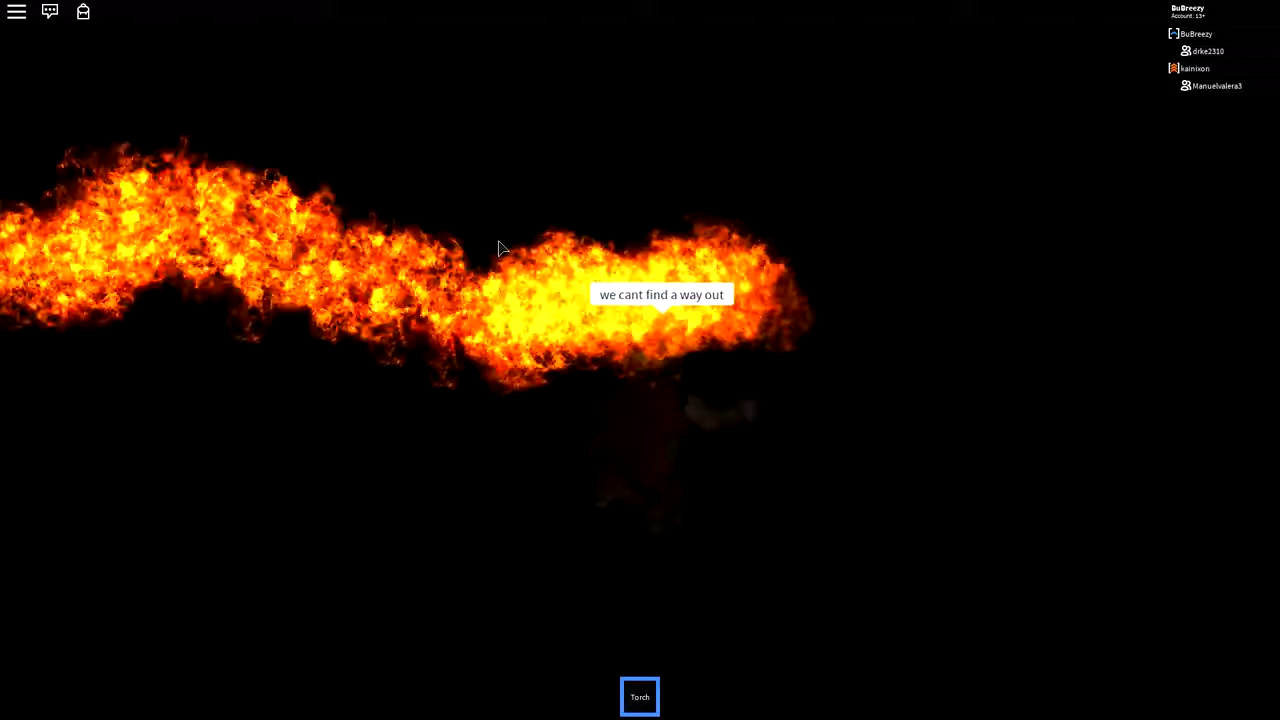 BuBreezy
Account: 13+
BuBreezy
drke2310
kainixon
Manuelvalera3
we cant find a way out
Torch